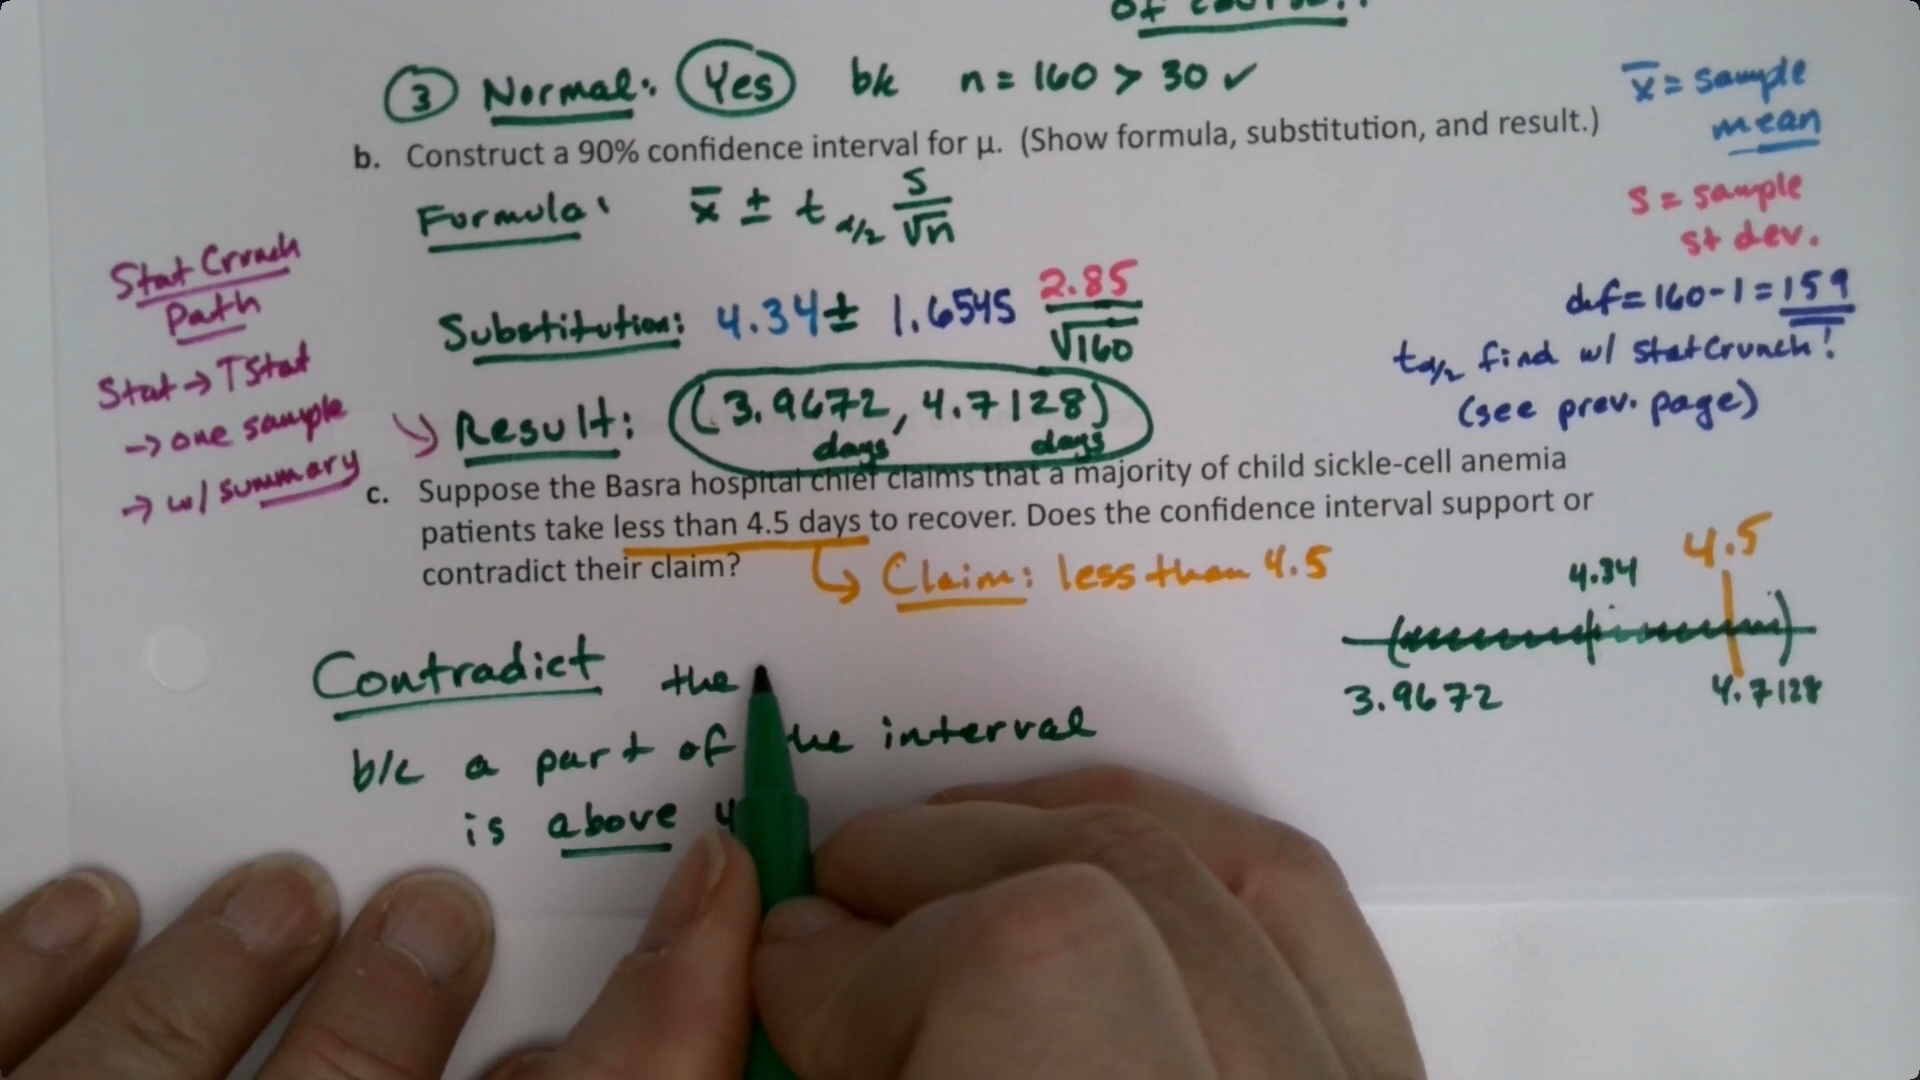 of course!!
③ Normal: Yes b/c n = 160 > 30 ✓
x̄ = sample
mean
b. Construct a 90% confidence interval for μ. (Show formula, substitution, and result.)
Formula: x̄ ± t α/2 s/√n
s = sample
st dev.
Stat Crunch
Path
Stat → T Stat
→ one sample
→ w/ summary
Substitution: 4.34 ± 1.6545 2.85/√160
df = 160 - 1 = 159
tα/2 find w/ StatCrunch!
(see prev. page)
Result: (3.9672, 4.7128)
days days
c. Suppose the Basra hospital chief claims that a majority of child sickle-cell anemia
patients take less than 4.5 days to recover. Does the confidence interval support or
contradict their claim?
Claim: less than 4.5
4.34 4.5
3.9672 4.7128
Contradict the
b/c a part of the interval
is above 4